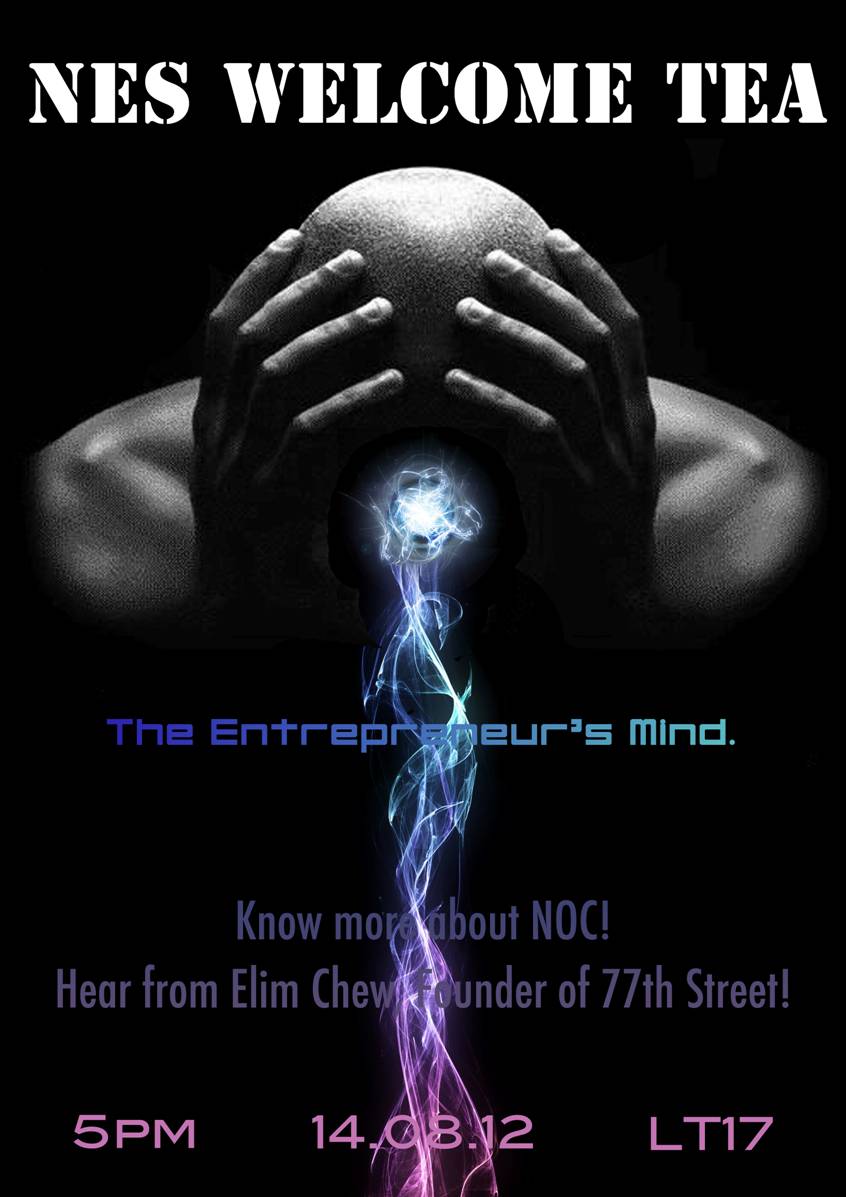 NES WELCOME TEA
The Entrepreneur's Mind.
Know more about NOC!
Hear from Elim Chew, Founder of 77th Street!
5PM 14.08.12 LT17